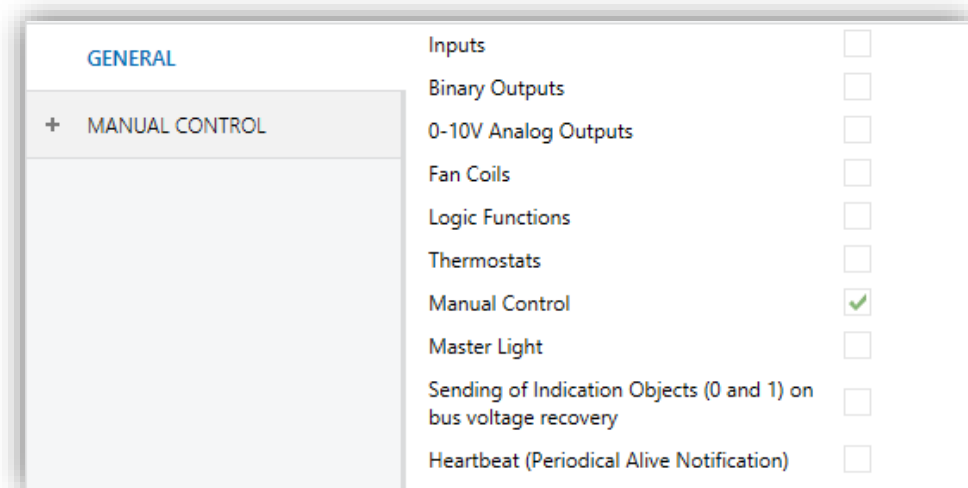 GENERAL
+ MANUAL CONTROL
Inputs
Binary Outputs
0-10V Analog Outputs
Fan Coils
Logic Functions
Thermostats
Manual Control
Master Light
Sending of Indication Objects (0 and 1) on
bus voltage recovery
Heartbeat (Periodical Alive Notification)